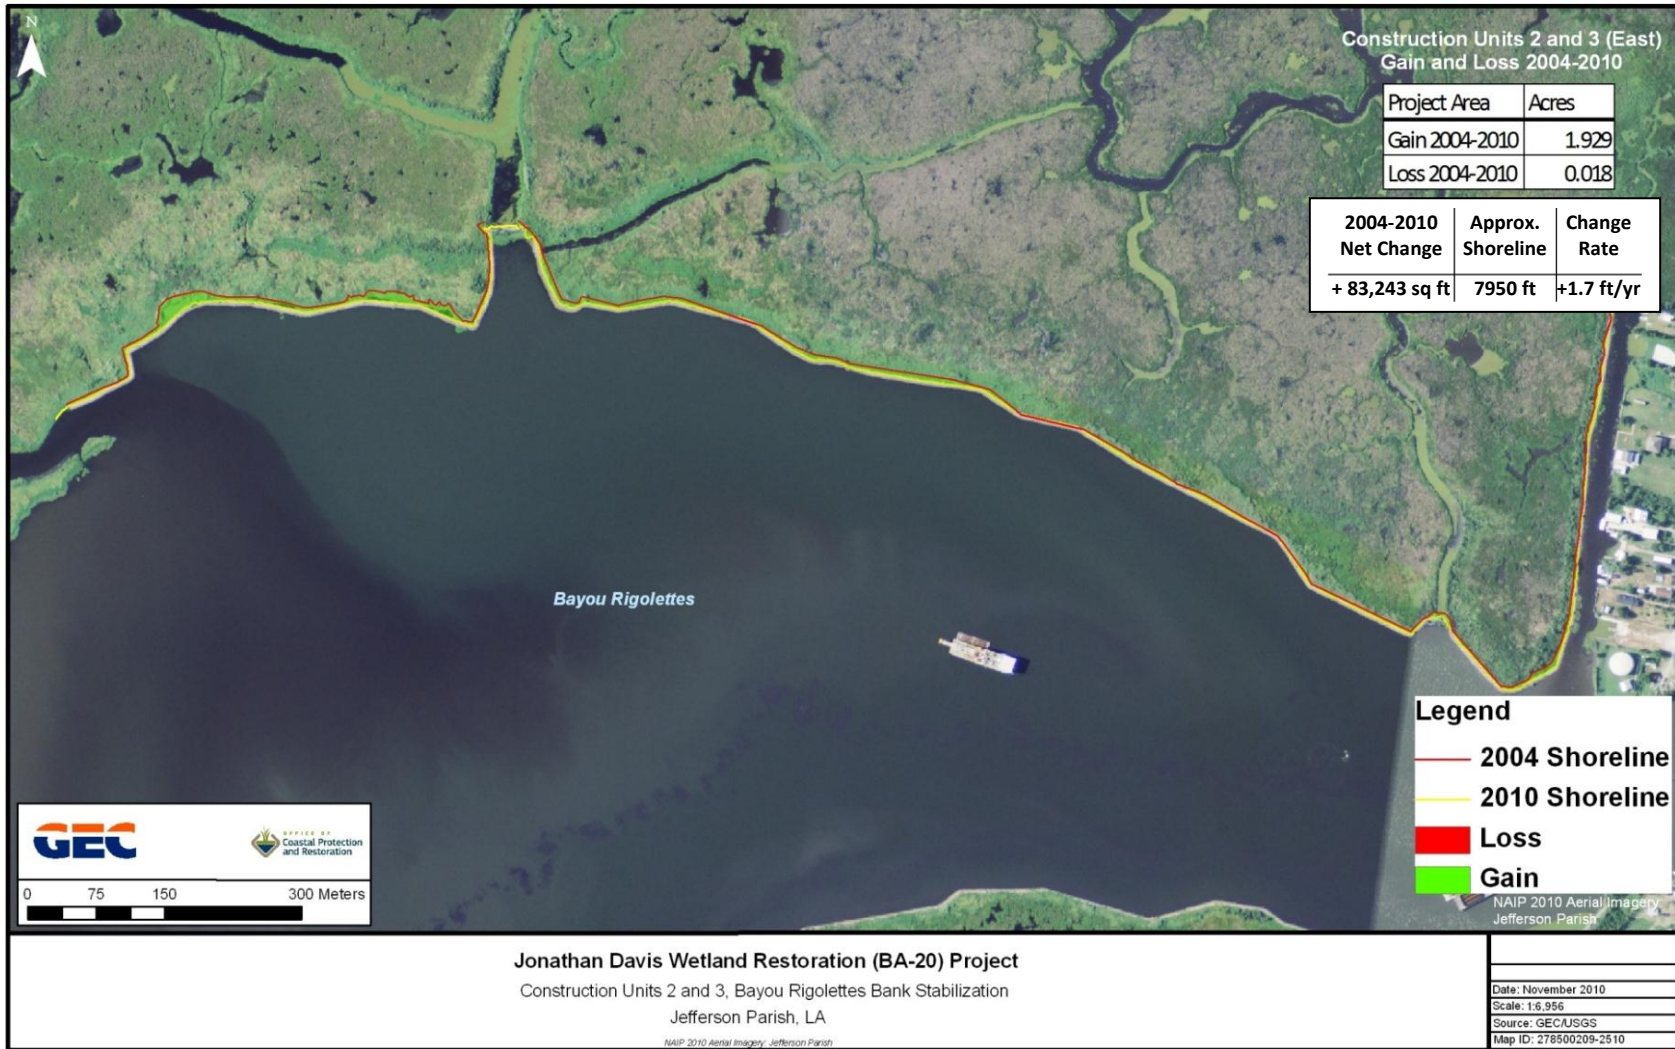 N
Construction Units 2 and 3 (East)
Gain and Loss 2004-2010
Project Area Acres
Gain 2004-2010 1.929
Loss 2004-2010 0.018
2004-2010 Net Change Approx. Shoreline Change Rate
+ 83,243 sq ft 7950 ft +1.7 ft/yr
Bayou Rigolettes
Legend
2004 Shoreline
2010 Shoreline
Loss
Gain
NAIP 2010 Aerial Imagery
Jefferson Parish
GEC
OFFICE OF
Coastal Protection
and Restoration
0 75 150 300 Meters
Jonathan Davis Wetland Restoration (BA-20) Project
Construction Units 2 and 3, Bayou Rigolettes Bank Stabilization
Jefferson Parish, LA
NAIP 2010 Aerial Imagery: Jefferson Parish
Date: November 2010
Scale: 1:6,956
Source: GEC/USGS
Map ID: 278500209-2510